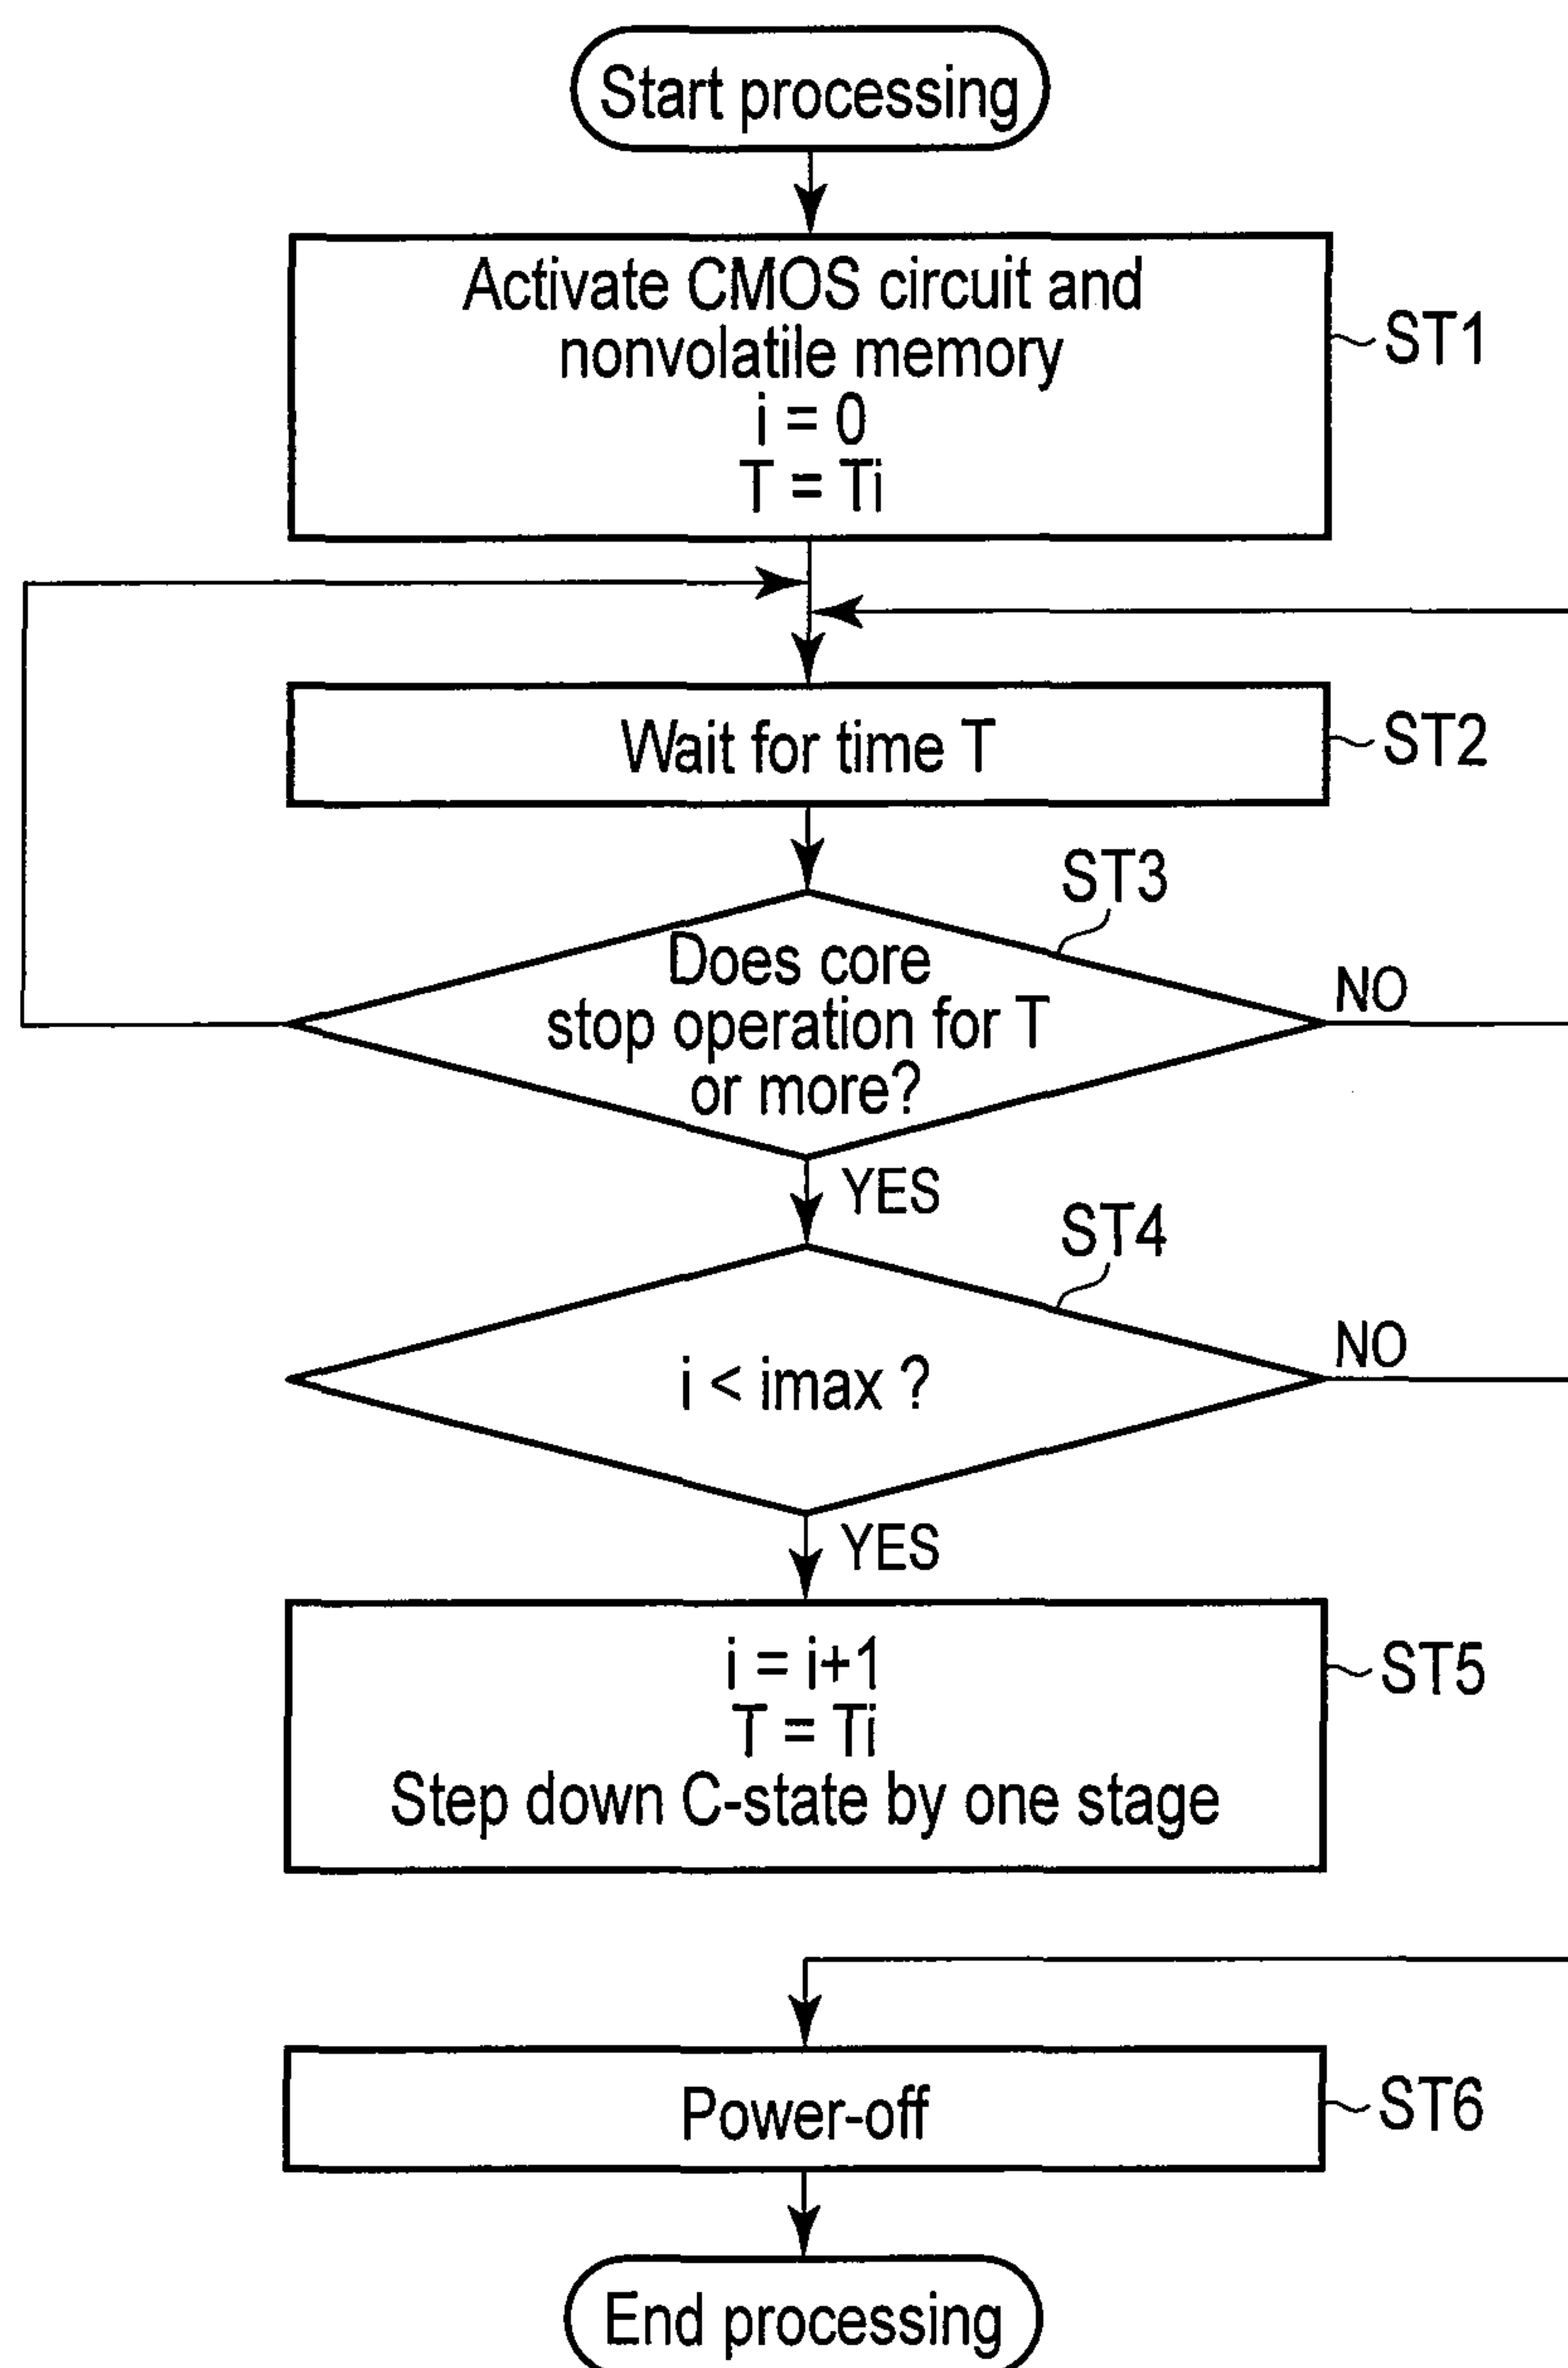 Start processing
Activate CMOS circuit and
nonvolatile memory
i = 0
T = Ti
ST1
Wait for time T
ST2
ST3
Does core
stop operation for T
or more?
NO
YES
ST4
i < imax ?
NO
YES
i = i+1
T = Ti
Step down C-state by one stage
ST5
Power-off
ST6
End processing